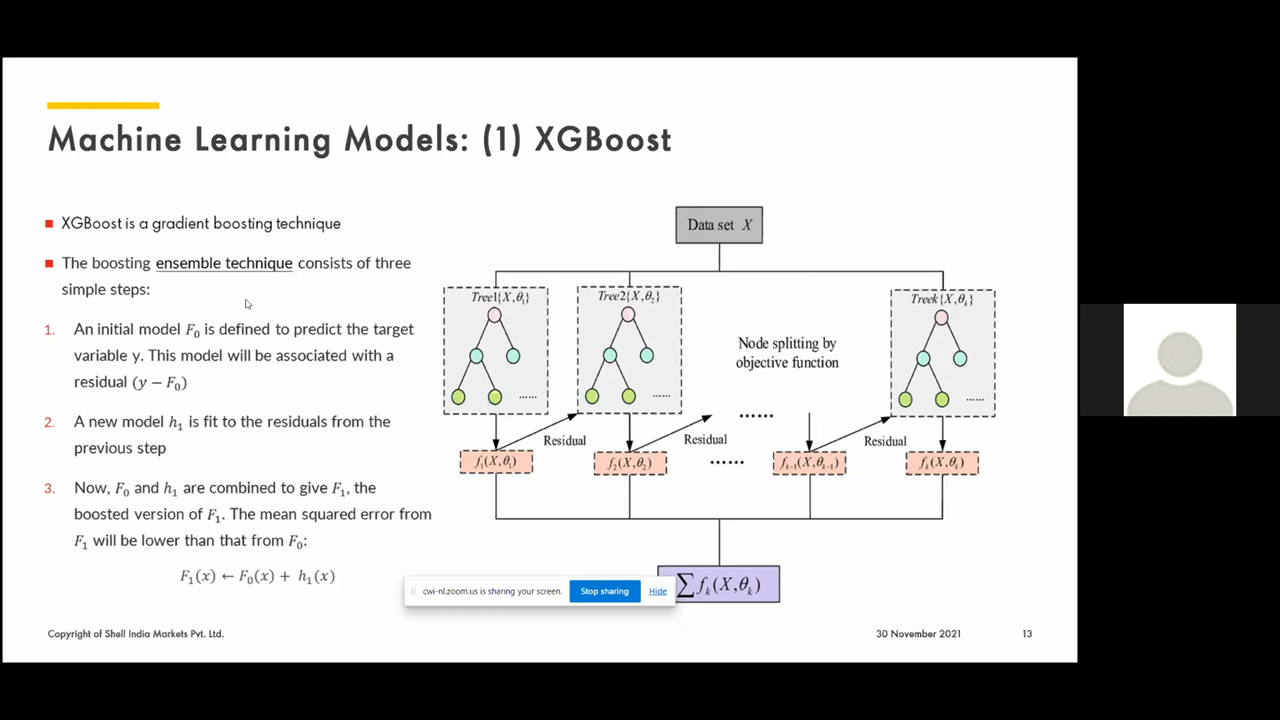 Machine Learning Models: (1) XGBoost
XGBoost is a gradient boosting technique
The boosting ensemble technique consists of three
simple steps:
1. An initial model F₀ is defined to predict the target
variable y. This model will be associated with a
residual (y − F₀)
2. A new model h₁ is fit to the residuals from the
previous step
3. Now, F₀ and h₁ are combined to give F₁, the
boosted version of F₁. The mean squared error from
F₁ will be lower than that from F₀:
F₁(x) ← F₀(x) + h₁(x)
Data set X
Tree1{X,θ₁}
Tree2{X,θ₂}
Treek{X,θₖ}
Node splitting by
objective function
......
......
......
......
Residual
Residual
Residual
f₁(X,θ₁)
f₂(X,θ₂)
......
fₖ₋₁(X,θₖ₋₁)
fₖ(X,θₖ)
∑ fₖ(X,θₖ)
cwi-nl.zoom.us is sharing your screen.
Stop sharing
Hide
Copyright of Shell India Markets Pvt. Ltd.
30 November 2021
13